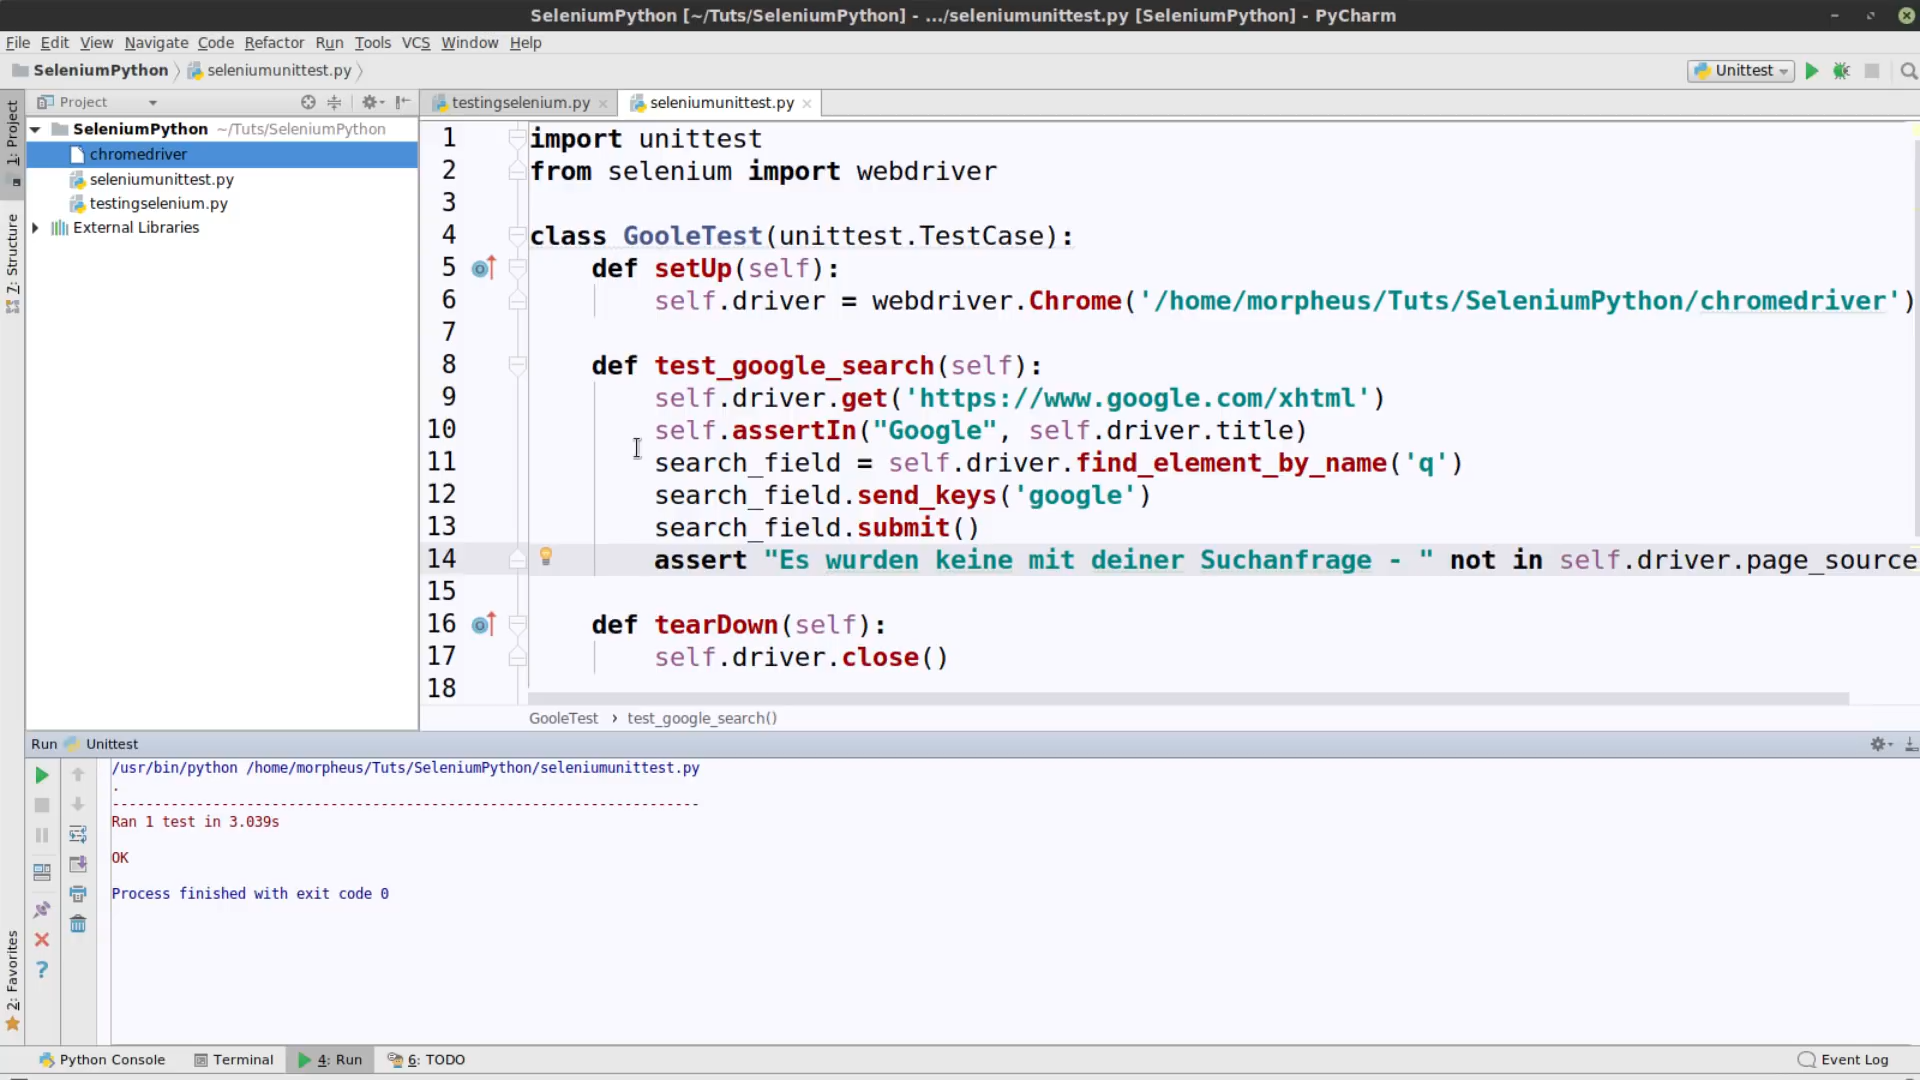 SeleniumPython [~/Tuts/SeleniumPython] - .../seleniumunittest.py [SeleniumPython] - PyCharm
File Edit View Navigate Code Refactor Run Tools VCS Window Help
SeleniumPython seleniumunittest.py Unittest
Project testingselenium.py seleniumunittest.py
1: Project
7: Structure
2: Favorites
SeleniumPython ~/Tuts/SeleniumPython
chromedriver
seleniumunittest.py
testingselenium.py
External Libraries
1 import unittest
2 from selenium import webdriver
3
4 class GooleTest(unittest.TestCase):
5 def setUp(self):
6 self.driver = webdriver.Chrome('/home/morpheus/Tuts/SeleniumPython/chromedriver')
7
8 def test_google_search(self):
9 self.driver.get('https://www.google.com/xhtml')
10 self.assertIn("Google", self.driver.title)
11 search_field = self.driver.find_element_by_name('q')
12 search_field.send_keys('google')
13 search_field.submit()
14 assert "Es wurden keine mit deiner Suchanfrage - " not in self.driver.page_source
15
16 def tearDown(self):
17 self.driver.close()
18
GooleTest › test_google_search()
Run Unittest
/usr/bin/python /home/morpheus/Tuts/SeleniumPython/seleniumunittest.py
.
----------------------------------------------------------------------
Ran 1 test in 3.039s
OK
Process finished with exit code 0
Python Console Terminal 4: Run 6: TODO Event Log